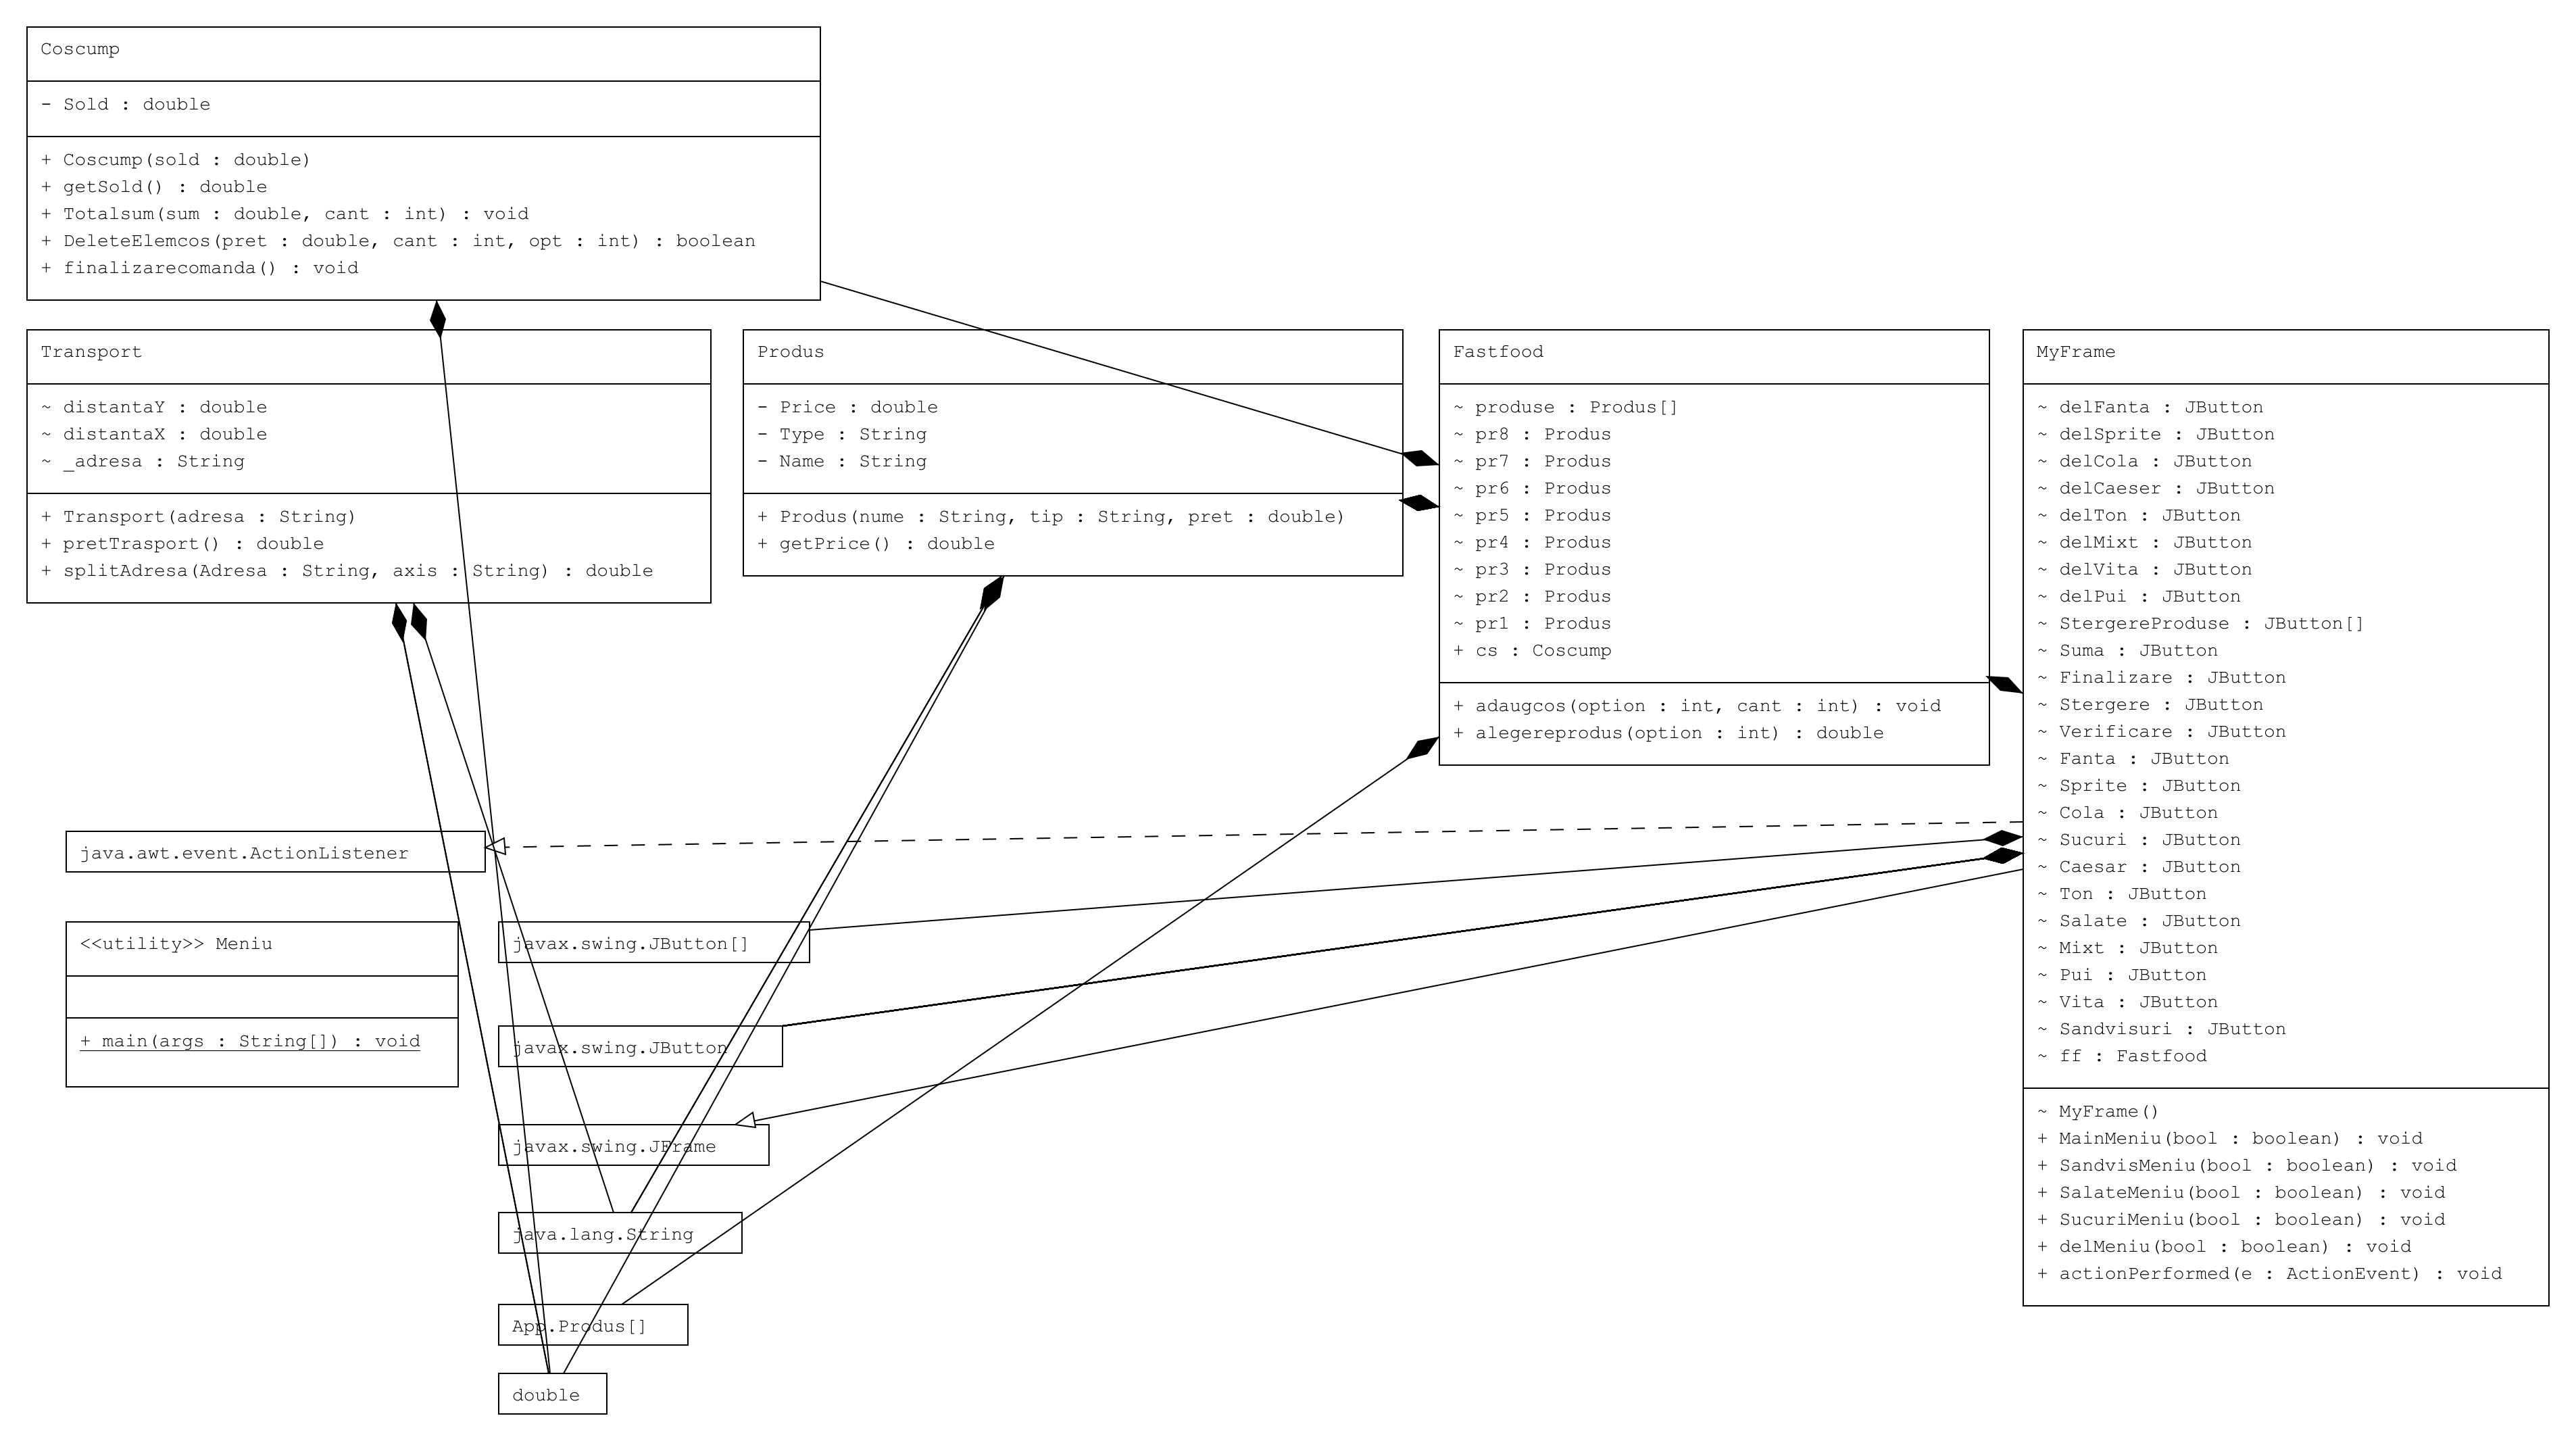 Coscump
- Sold : double
+ Coscump(sold : double)
+ getSold() : double
+ Totalsum(sum : double, cant : int) : void
+ DeleteElemcos(pret : double, cant : int, opt : int) : boolean
+ finalizarecomanda() : void
Transport
~ distantaY : double
~ distantaX : double
~ _adresa : String
+ Transport(adresa : String)
+ pretTrasport() : double
+ splitAdresa(Adresa : String, axis : String) : double
Produs
- Price : double
- Type : String
- Name : String
+ Produs(nume : String, tip : String, pret : double)
+ getPrice() : double
Fastfood
~ produse : Produs[]
~ pr8 : Produs
~ pr7 : Produs
~ pr6 : Produs
~ pr5 : Produs
~ pr4 : Produs
~ pr3 : Produs
~ pr2 : Produs
~ pr1 : Produs
+ cs : Coscump
+ adaugcos(option : int, cant : int) : void
+ alegereprodus(option : int) : double
MyFrame
~ delFanta : JButton
~ delSprite : JButton
~ delCola : JButton
~ delCaeser : JButton
~ delTon : JButton
~ delMixt : JButton
~ delVita : JButton
~ delPui : JButton
~ StergereProduse : JButton[]
~ Suma : JButton
~ Finalizare : JButton
~ Stergere : JButton
~ Verificare : JButton
~ Fanta : JButton
~ Sprite : JButton
~ Cola : JButton
~ Sucuri : JButton
~ Caesar : JButton
~ Ton : JButton
~ Salate : JButton
~ Mixt : JButton
~ Pui : JButton
~ Vita : JButton
~ Sandvisuri : JButton
~ ff : Fastfood
~ MyFrame()
+ MainMeniu(bool : boolean) : void
+ SandvisMeniu(bool : boolean) : void
+ SalateMeniu(bool : boolean) : void
+ SucuriMeniu(bool : boolean) : void
+ delMeniu(bool : boolean) : void
+ actionPerformed(e : ActionEvent) : void
java.awt.event.ActionListener
<<utility>> Meniu
+ main(args : String[]) : void
javax.swing.JButton[]
javax.swing.JButton
javax.swing.JFrame
java.lang.String
App.Produs[]
double